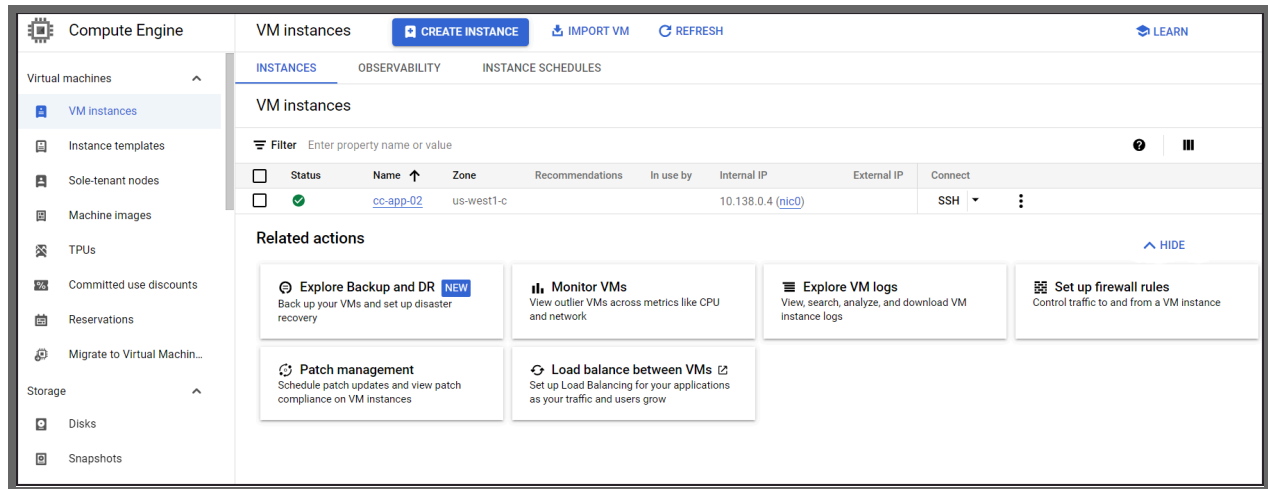 Compute Engine
VM instances
CREATE INSTANCE
IMPORT VM
REFRESH
LEARN
Virtual machines
VM instances
Instance templates
Sole-tenant nodes
Machine images
TPUs
Committed use discounts
Reservations
Migrate to Virtual Machin...
Storage
Disks
Snapshots
INSTANCES OBSERVABILITY INSTANCE SCHEDULES
VM instances
Filter Enter property name or value
Status Name Zone Recommendations In use by Internal IP External IP Connect
cc-app-02 us-west1-c 10.138.0.4 (nic0) SSH
Related actions
HIDE
Explore Backup and DR NEW
Back up your VMs and set up disaster
recovery
Monitor VMs
View outlier VMs across metrics like CPU
and network
Explore VM logs
View, search, analyze, and download VM
instance logs
Set up firewall rules
Control traffic to and from a VM instance
Patch management
Schedule patch updates and view patch
compliance on VM instances
Load balance between VMs
Set up Load Balancing for your applications
as your traffic and users grow